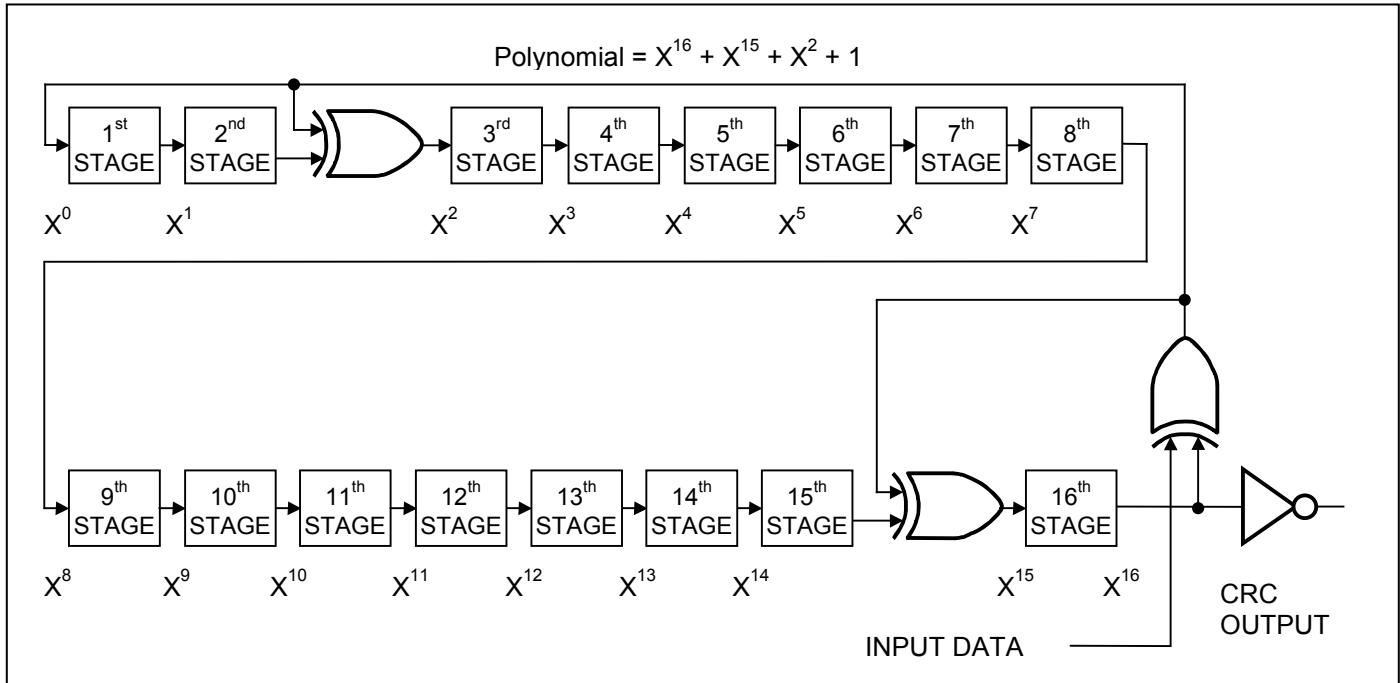 Polynomial = X¹⁶ + X¹⁵ + X² + 1
1ˢᵗ STAGE
2ⁿᵈ STAGE
3ʳᵈ STAGE
4ᵗʰ STAGE
5ᵗʰ STAGE
6ᵗʰ STAGE
7ᵗʰ STAGE
8ᵗʰ STAGE
X⁰ X¹ X² X³ X⁴ X⁵ X⁶ X⁷
9ᵗʰ STAGE
10ᵗʰ STAGE
11ᵗʰ STAGE
12ᵗʰ STAGE
13ᵗʰ STAGE
14ᵗʰ STAGE
15ᵗʰ STAGE
16ᵗʰ STAGE
X⁸ X⁹ X¹⁰ X¹¹ X¹² X¹³ X¹⁴ X¹⁵ X¹⁶
CRC
OUTPUT
INPUT DATA